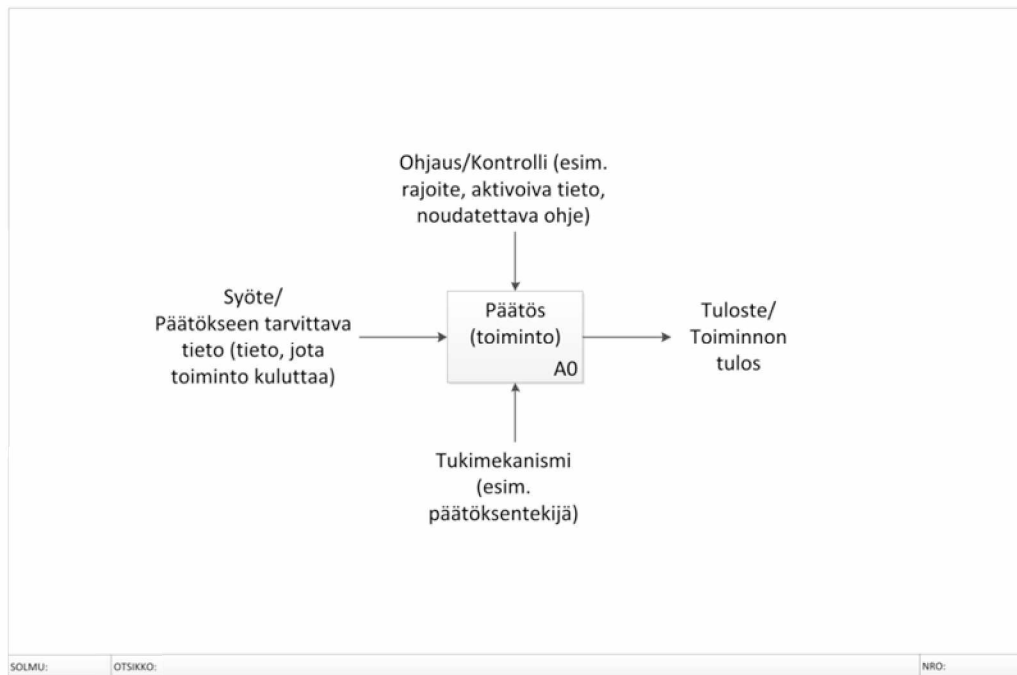 Ohjaus/Kontrolli (esim.
rajoite, aktivoiva tieto,
noudatettava ohje)
Syöte/
Päätökseen tarvittava
tieto (tieto, jota
toiminto kuluttaa)
Päätös
(toiminto)
A0
Tuloste/
Toiminnon
tulos
Tukimekanismi
(esim.
päätöksentekijä)
SOLMU:
OTSIKKO:
NRO: